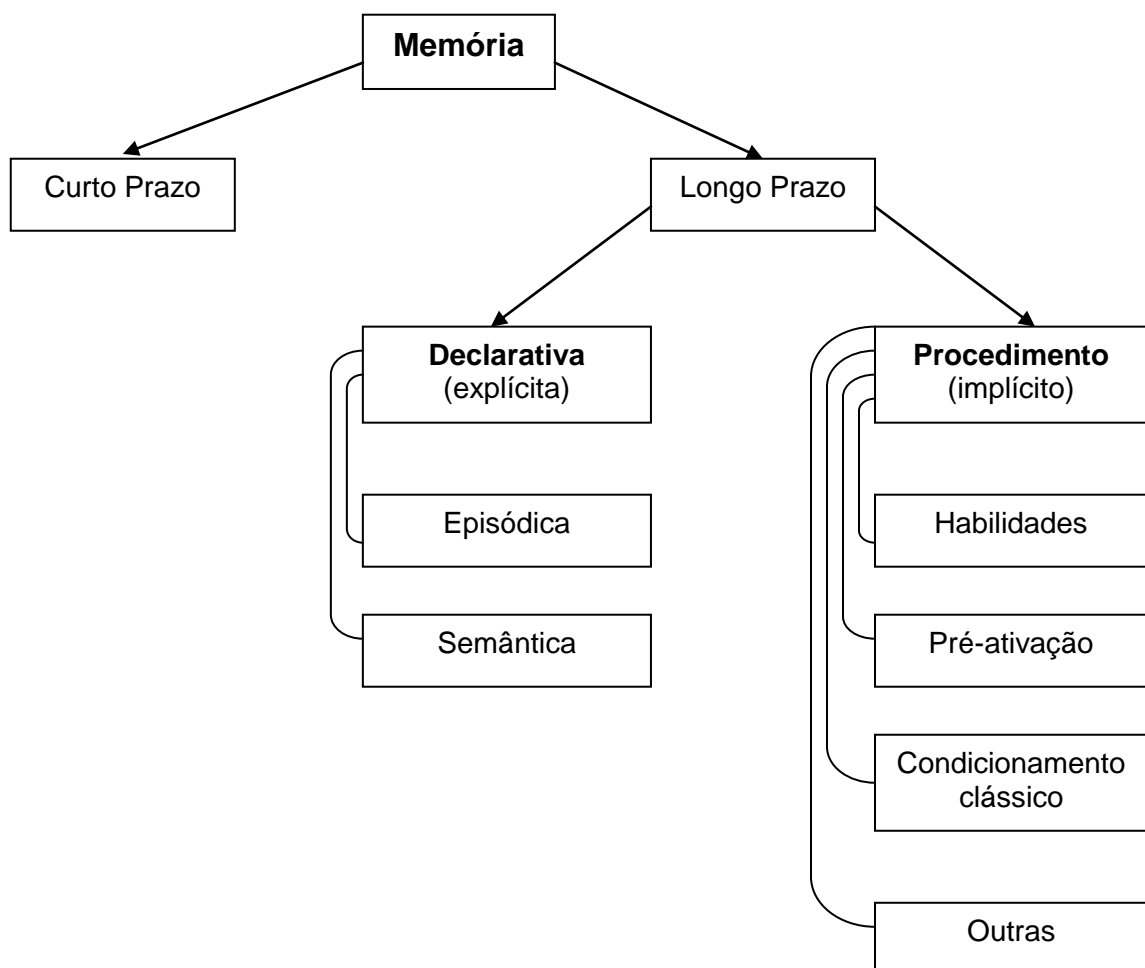 Memória
Curto Prazo
Longo Prazo
Declarativa
(explícita)
Procedimento
(implícito)
Episódica
Habilidades
Semântica
Pré-ativação
Condicionamento
clássico
Outras